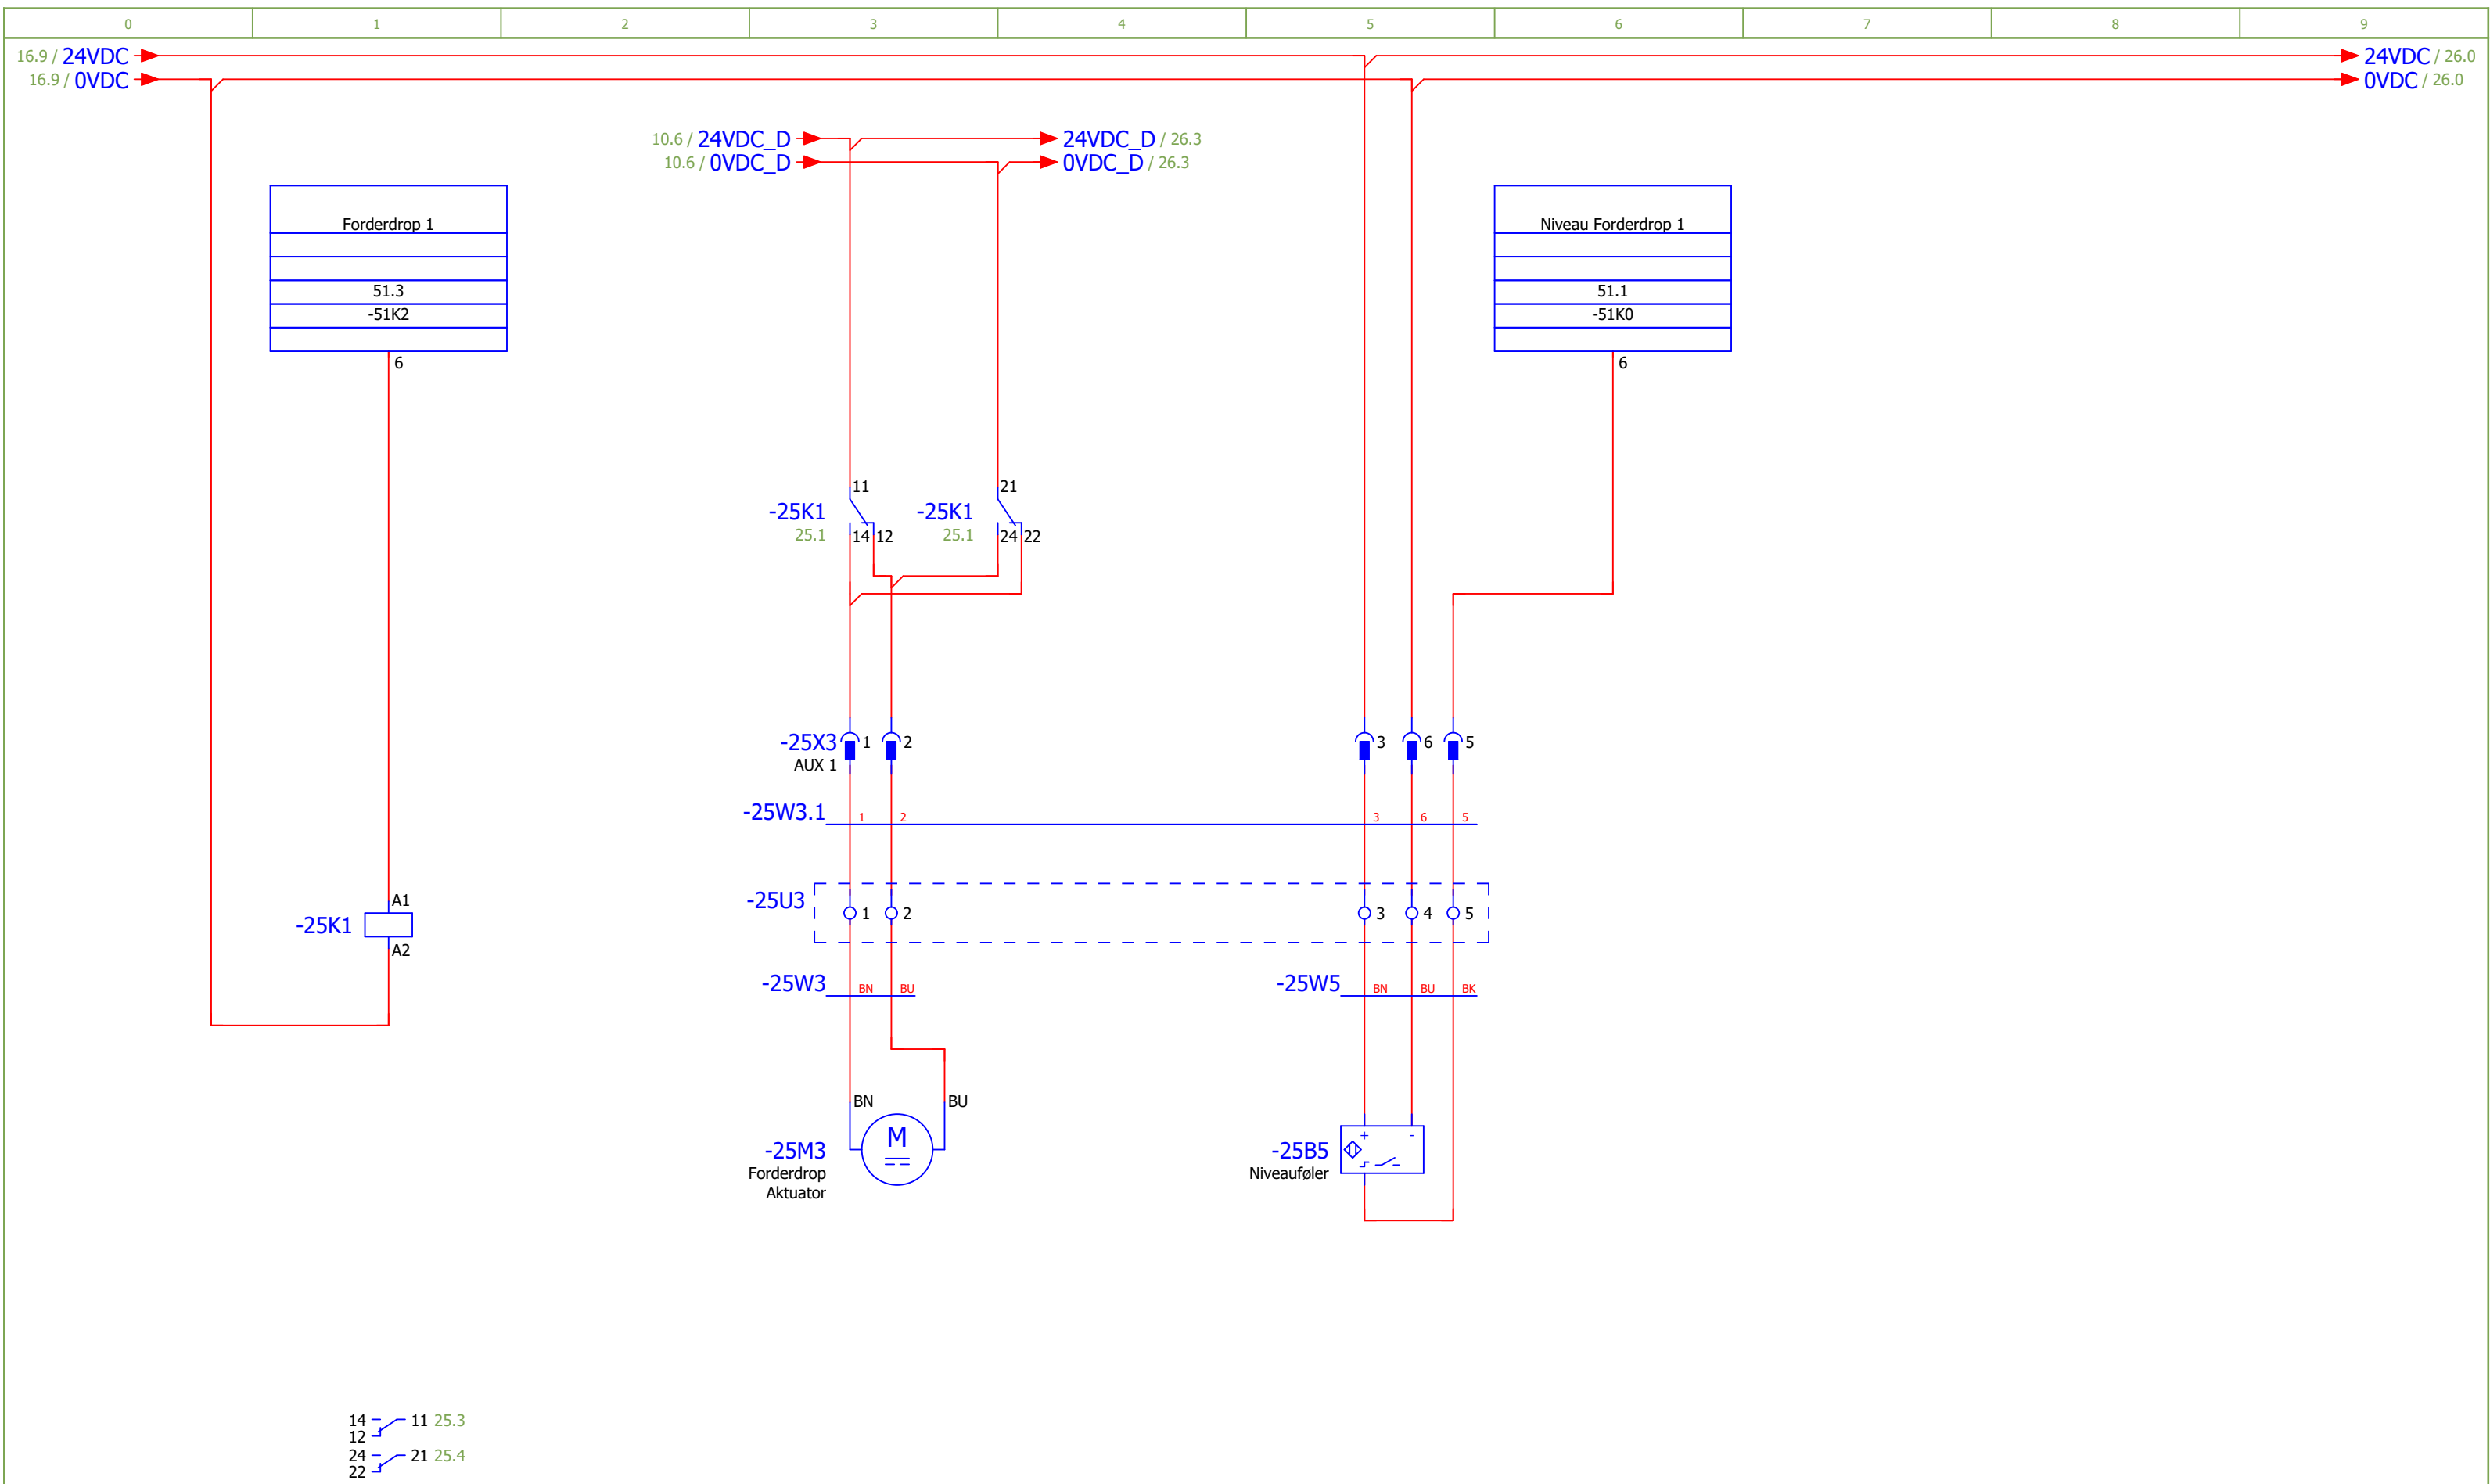 0 1 2 3 4 5 6 7 8 9
16.9 / 24VDC 24VDC / 26.0
16.9 / 0VDC 0VDC / 26.0
10.6 / 24VDC_D 24VDC_D / 26.3
10.6 / 0VDC_D 0VDC_D / 26.3
Forderdrop 1 Niveau Forderdrop 1
51.3 51.1
-51K2 -51K0
6 6
11 21
-25K1 -25K1
25.1 14 12 25.1 24 22
-25X3 1 2 3 6 5
AUX 1
-25W3.1 1 2 3 6 5
A1
-25U3 1 2 3 4 5
-25K1
A2
-25W3 BN BU -25W5 BN BU BK
BN BU
M
+ -
-25M3 -25B5
Forderdrop Niveauføler
Aktuator
14 11 25.3
12
24 21 25.4
22